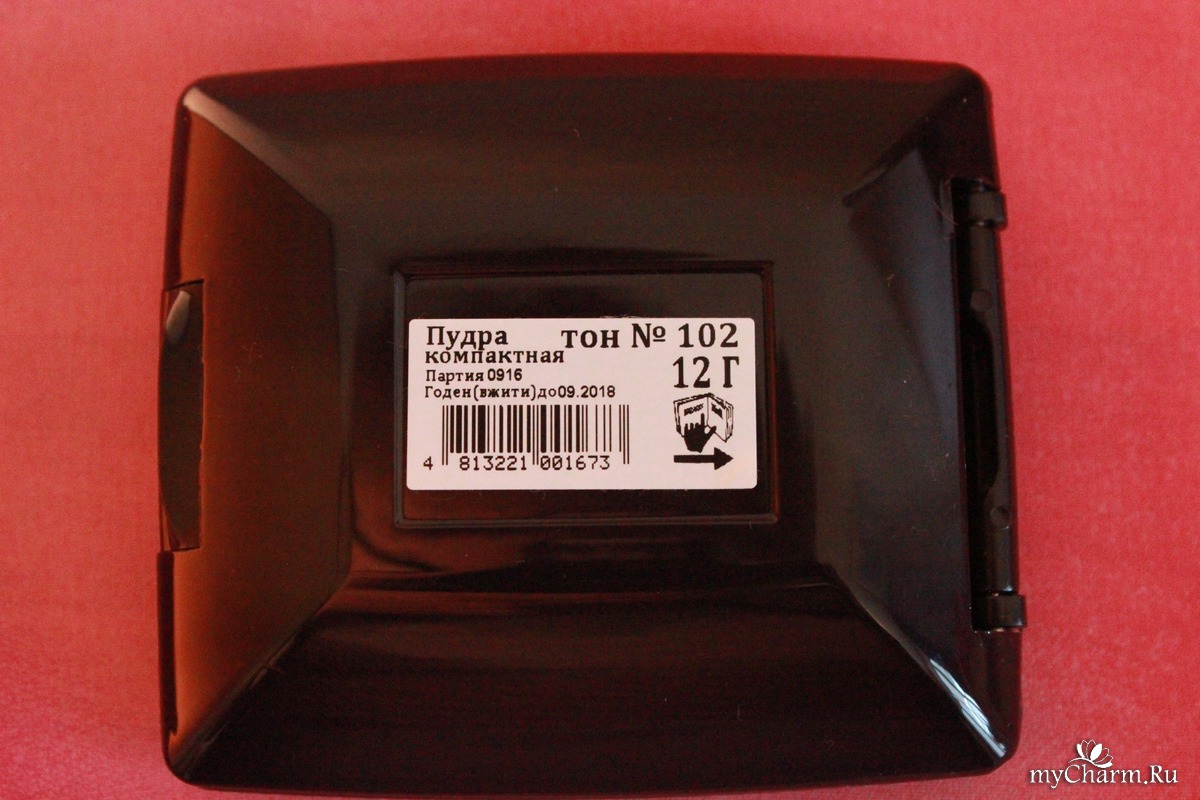 Пудра тон № 102
компактная
12 Г
Партия 0916
Годен(вжити)до09.2018
4 813221 001673
myCharm.Ru